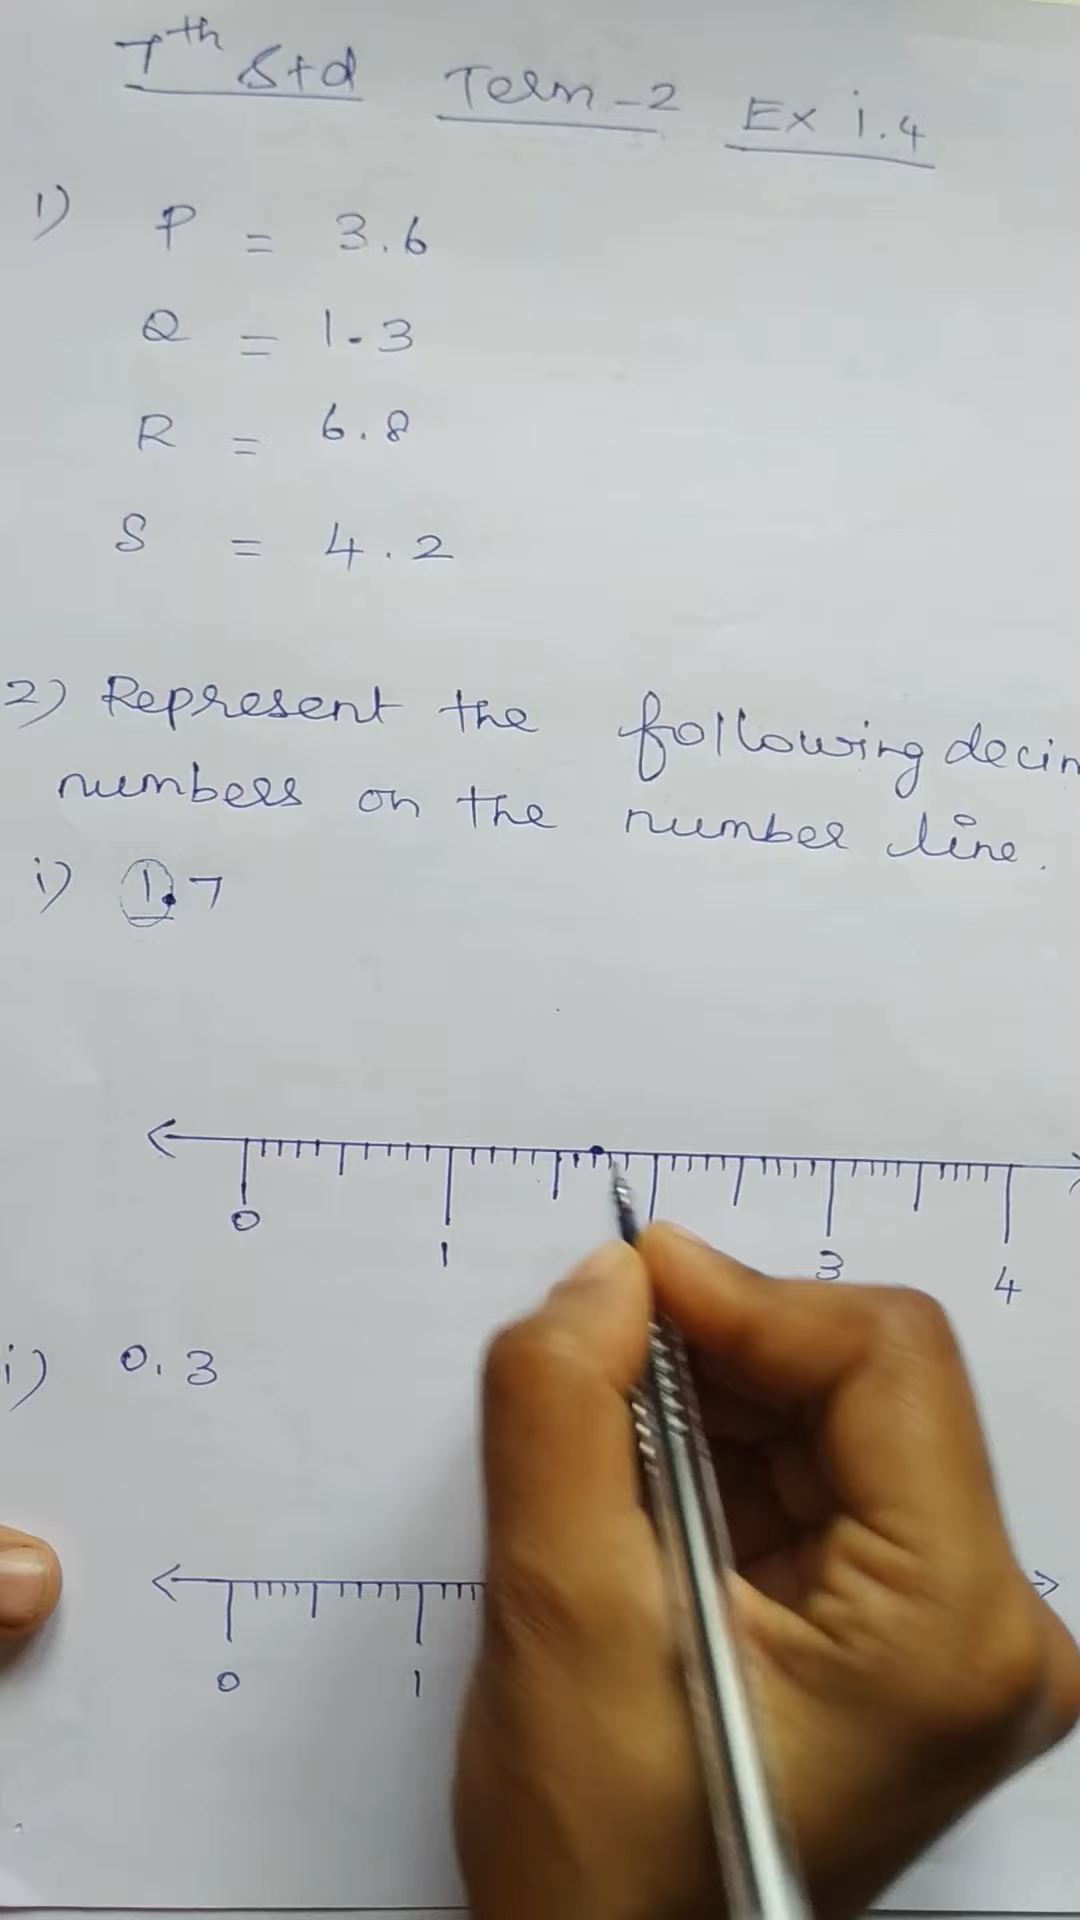 7th Std Term-2 Ex 1.4
1) P = 3.6
Q = 1.3
R = 6.8
S = 4.2
2) Represent the following decim
numbers on the number line.
i) 1.7
0 1 3 4
i) 0.3
0 1